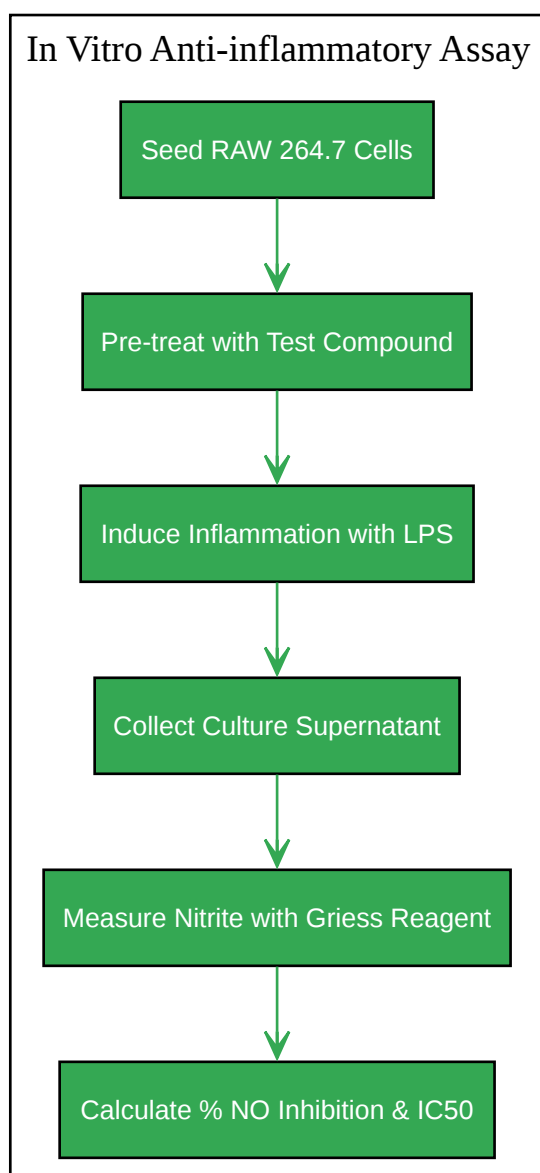 In Vitro Anti-inflammatory Assay
Seed RAW 264.7 Cells
Pre-treat with Test Compound
Induce Inflammation with LPS
Collect Culture Supernatant
Measure Nitrite with Griess Reagent
Calculate % NO Inhibition & IC50